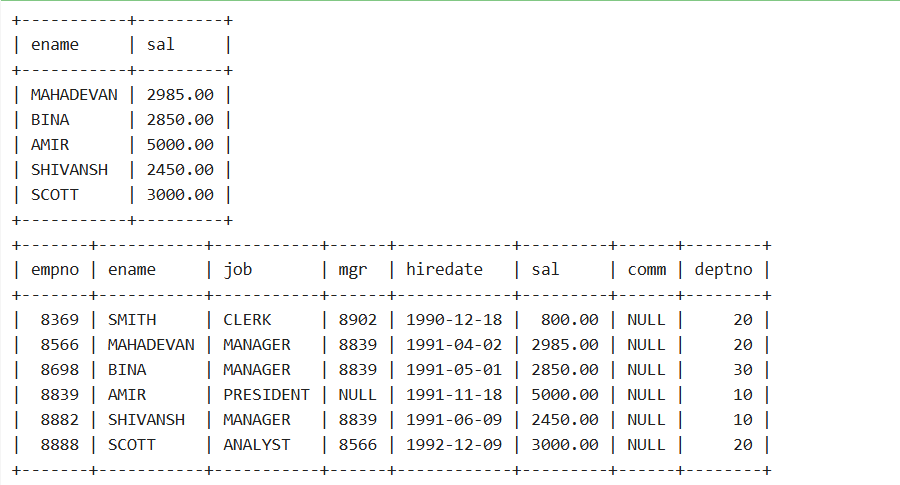 +-----------+---------+
| ename     | sal     |
+-----------+---------+
| MAHADEVAN | 2985.00 |
| BINA      | 2850.00 |
| AMIR      | 5000.00 |
| SHIVANSH  | 2450.00 |
| SCOTT     | 3000.00 |
+-----------+---------+
+-------+-----------+-----------+------+------------+---------+------+--------+
| empno | ename     | job       | mgr  | hiredate   | sal     | comm | deptno |
+-------+-----------+-----------+------+------------+---------+------+--------+
|  8369 | SMITH     | CLERK     | 8902 | 1990-12-18 |  800.00 | NULL |     20 |
|  8566 | MAHADEVAN | MANAGER   | 8839 | 1991-04-02 | 2985.00 | NULL |     20 |
|  8698 | BINA      | MANAGER   | 8839 | 1991-05-01 | 2850.00 | NULL |     30 |
|  8839 | AMIR      | PRESIDENT | NULL | 1991-11-18 | 5000.00 | NULL |     10 |
|  8882 | SHIVANSH  | MANAGER   | 8839 | 1991-06-09 | 2450.00 | NULL |     10 |
|  8888 | SCOTT     | ANALYST   | 8566 | 1992-12-09 | 3000.00 | NULL |     20 |
+-------+-----------+-----------+------+------------+---------+------+--------+